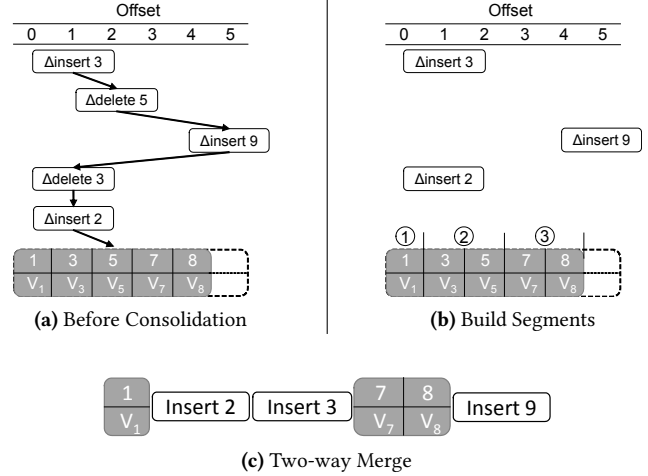 Offset
0 1 2 3 4 5
Δinsert 3
Δdelete 5
Δinsert 9
Δdelete 3
Δinsert 2
1 3 5 7 8
V1 V3 V5 V7 V8
(a) Before Consolidation
Offset
0 1 2 3 4 5
Δinsert 3
Δinsert 9
Δinsert 2
① ② ③
1 3 5 7 8
V1 V3 V5 V7 V8
(b) Build Segments
1 Insert 2 Insert 3 7 8 Insert 9
V1 V7 V8
(c) Two-way Merge